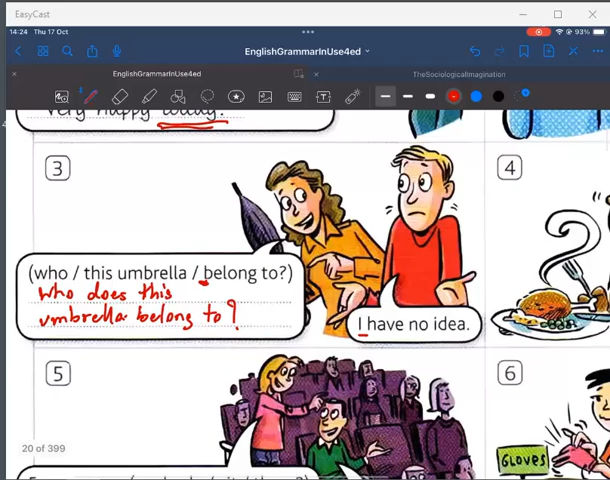 EasyCast
14:24 Thu 17 Oct
93%
EnglishGrammarInUse4ed
EnglishGrammarInUse4ed
TheSociologicalImagination
very happy today.
3
4
(who / this umbrella / belong to?)
who does this
umbrella belong to?
I have no idea.
5
6
20 of 399
GLOVES